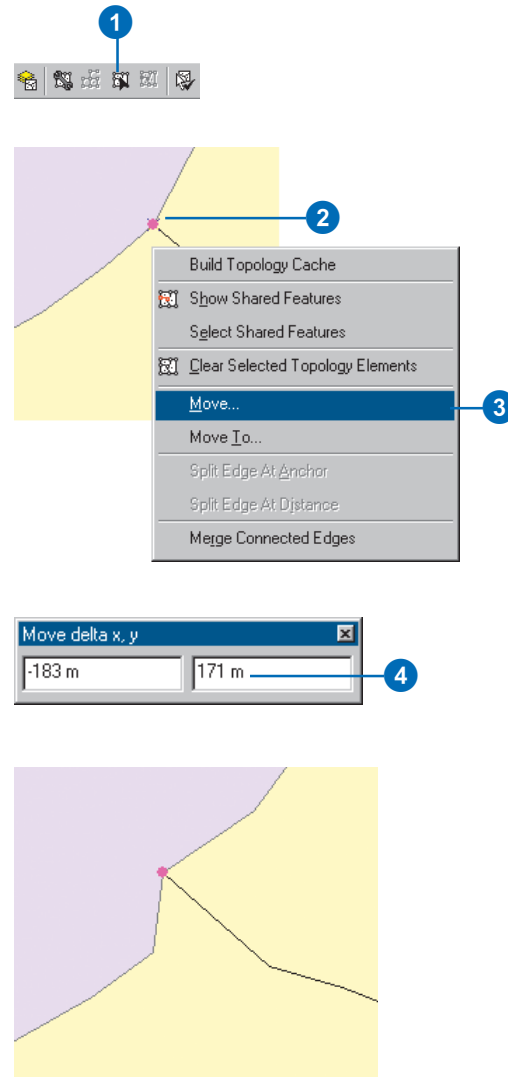 1
2
Build Topology Cache
Show Shared Features
Select Shared Features
Clear Selected Topology Elements
Move...
3
Move To...
Split Edge At Anchor
Split Edge At Distance
Merge Connected Edges
Move delta x, y
-183 m
171 m
4